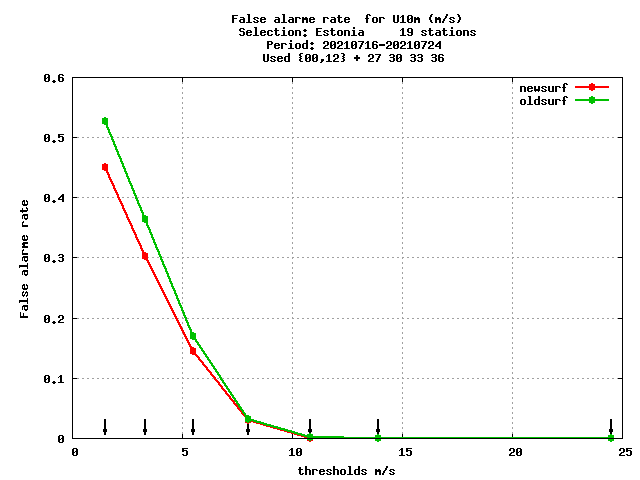 False alarme rate  for U10m (m/s)
Selection: Estonia     19 stations
Period: 20210716-20210724
Used {00,12} + 27 30 33 36
newsurf
oldsurf
0.6
0.5
0.4
0.3
0.2
0.1
0
False alarme rate
0 5 10 15 20 25
thresholds m/s